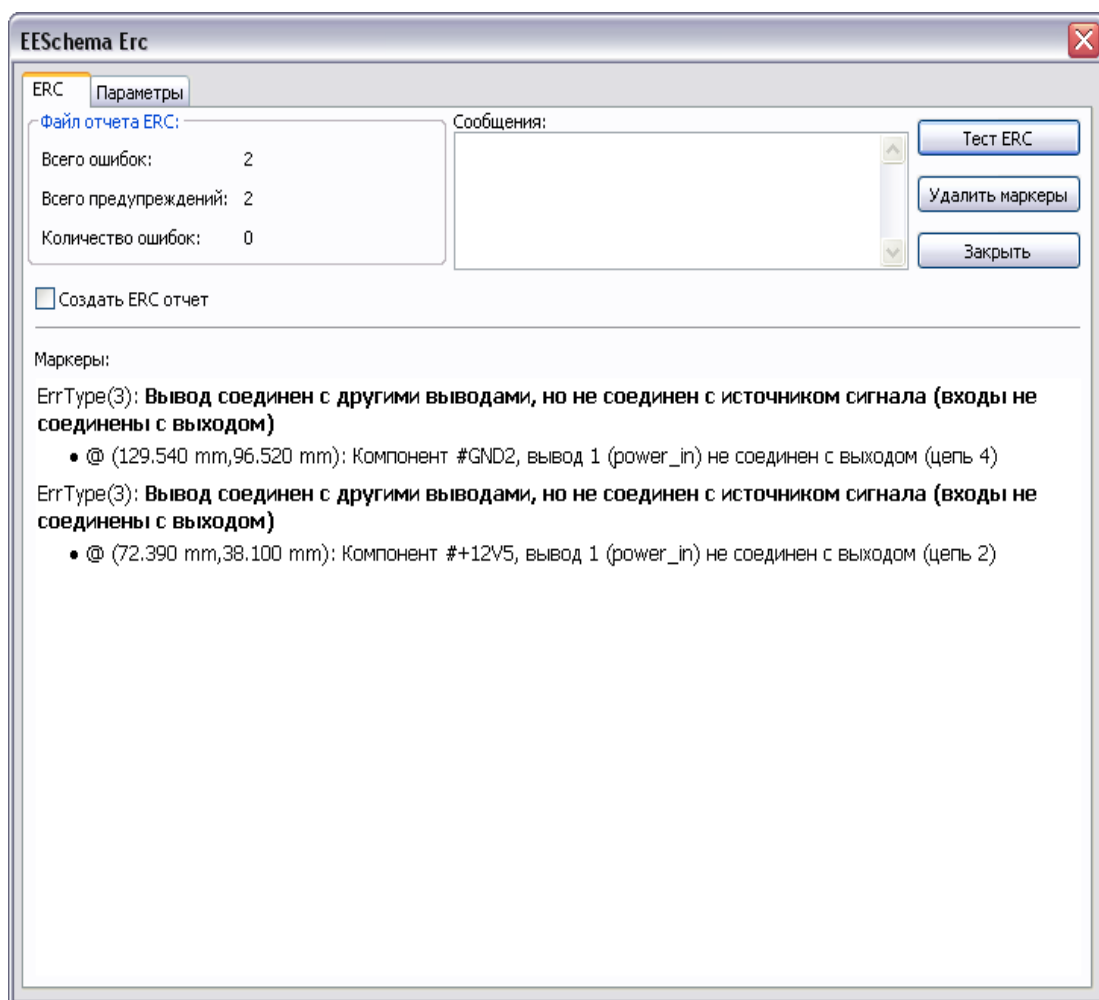 EESchema Erc
ERC
Параметры
Файл отчета ERC:
Всего ошибок: 2
Всего предупреждений: 2
Количество ошибок: 0
Сообщения:
Тест ERC
Удалить маркеры
Закрыть
Создать ERC отчет
Маркеры:
ErrType(3): Вывод соединен с другими выводами, но не соединен с источником сигнала (входы не
соединены с выходом)
• @ (129.540 mm,96.520 mm): Компонент #GND2, вывод 1 (power_in) не соединен с выходом (цепь 4)
ErrType(3): Вывод соединен с другими выводами, но не соединен с источником сигнала (входы не
соединены с выходом)
• @ (72.390 mm,38.100 mm): Компонент #+12V5, вывод 1 (power_in) не соединен с выходом (цепь 2)